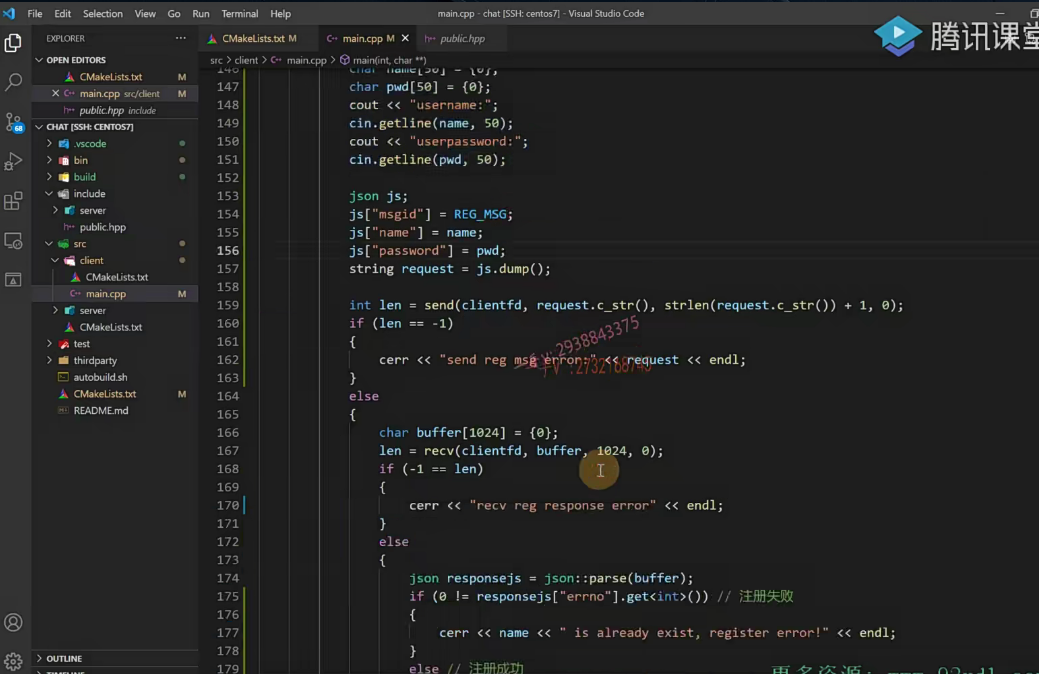 File Edit Selection View Go Run Terminal Help
main.cpp - chat [SSH: centos7] - Visual Studio Code
腾讯课堂
EXPLORER ...
CMakeLists.txt M
main.cpp M
public.hpp
src > client > main.cpp > main(int, char **)
OPEN EDITORS
CMakeLists.txt M
main.cpp src/client M
public.hpp include
CHAT [SSH: CENTOS7]
.vscode
bin
build
include
server
public.hpp
src
client
CMakeLists.txt
main.cpp M
server
CMakeLists.txt
test
thirdparty
autobuild.sh
CMakeLists.txt M
README.md
OUTLINE
TIMELINE
68
146 char name[50] = {0};
147 char pwd[50] = {0};
148 cout << "username:";
149 cin.getline(name, 50);
150 cout << "userpassword:";
151 cin.getline(pwd, 50);
152
153 json js;
154 js["msgid"] = REG_MSG;
155 js["name"] = name;
156 js["password"] = pwd;
157 string request = js.dump();
158
159 int len = send(clientfd, request.c_str(), strlen(request.c_str()) + 1, 0);
160 if (len == -1)
161 {
162 cerr << "send reg msg error:" << request << endl;
163 }
164 else
165 {
166 char buffer[1024] = {0};
167 len = recv(clientfd, buffer, 1024, 0);
168 if (-1 == len)
169 {
170 cerr << "recv reg response error" << endl;
171 }
172 else
173 {
174 json responsejs = json::parse(buffer);
175 if (0 != responsejs["errno"].get<int>()) // 注册失败
176 {
177 cerr << name << " is already exist, register error!" << endl;
178 }
179 else // 注册成功
2938843375